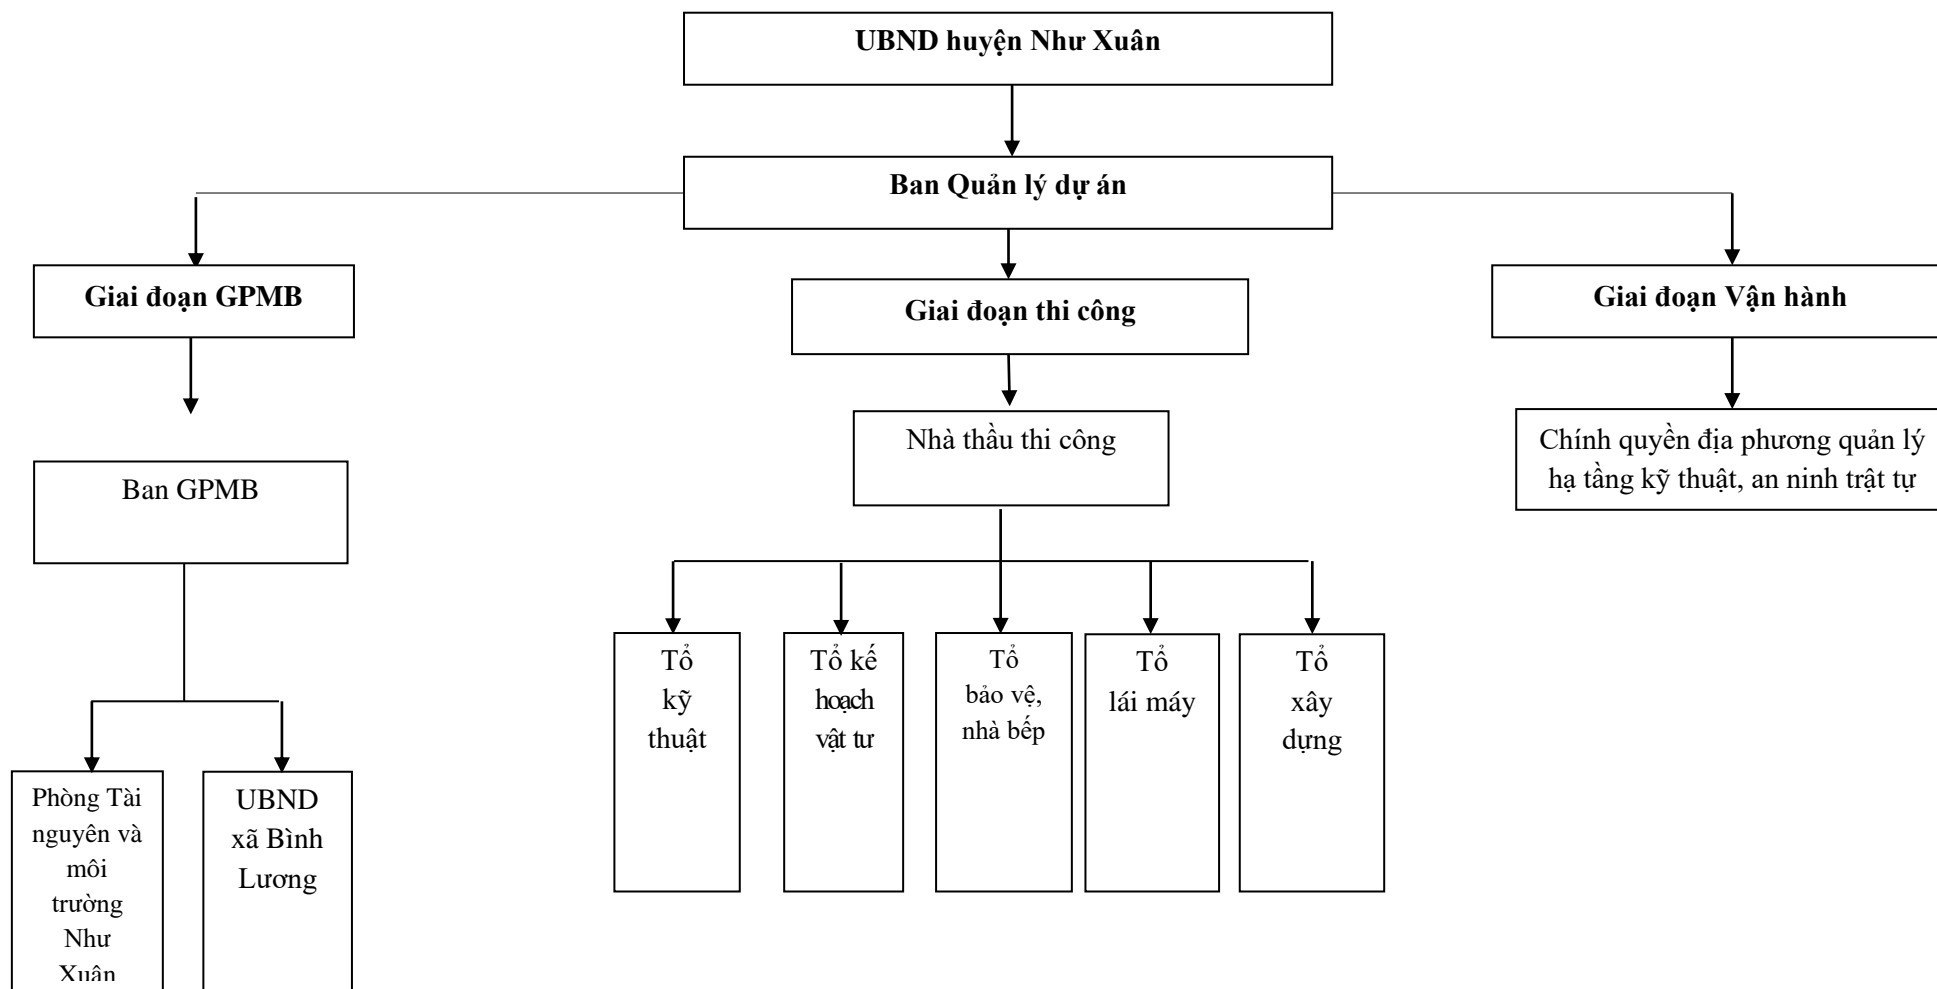 UBND huyện Như Xuân
Ban Quản lý dự án
Giai đoạn GPMB
Giai đoạn thi công
Giai đoạn Vận hành
Ban GPMB
Nhà thầu thi công
Chính quyền địa phương quản lý
hạ tầng kỹ thuật, an ninh trật tự
Tổ
kỹ
thuật
Tổ kế
hoạch
vật tư
Tổ
bảo vệ,
nhà bếp
Tổ
lái máy
Tổ
xây
dựng
Phòng Tài
nguyên và
môi
trường
Như
Xuân
UBND
xã Bình
Lương